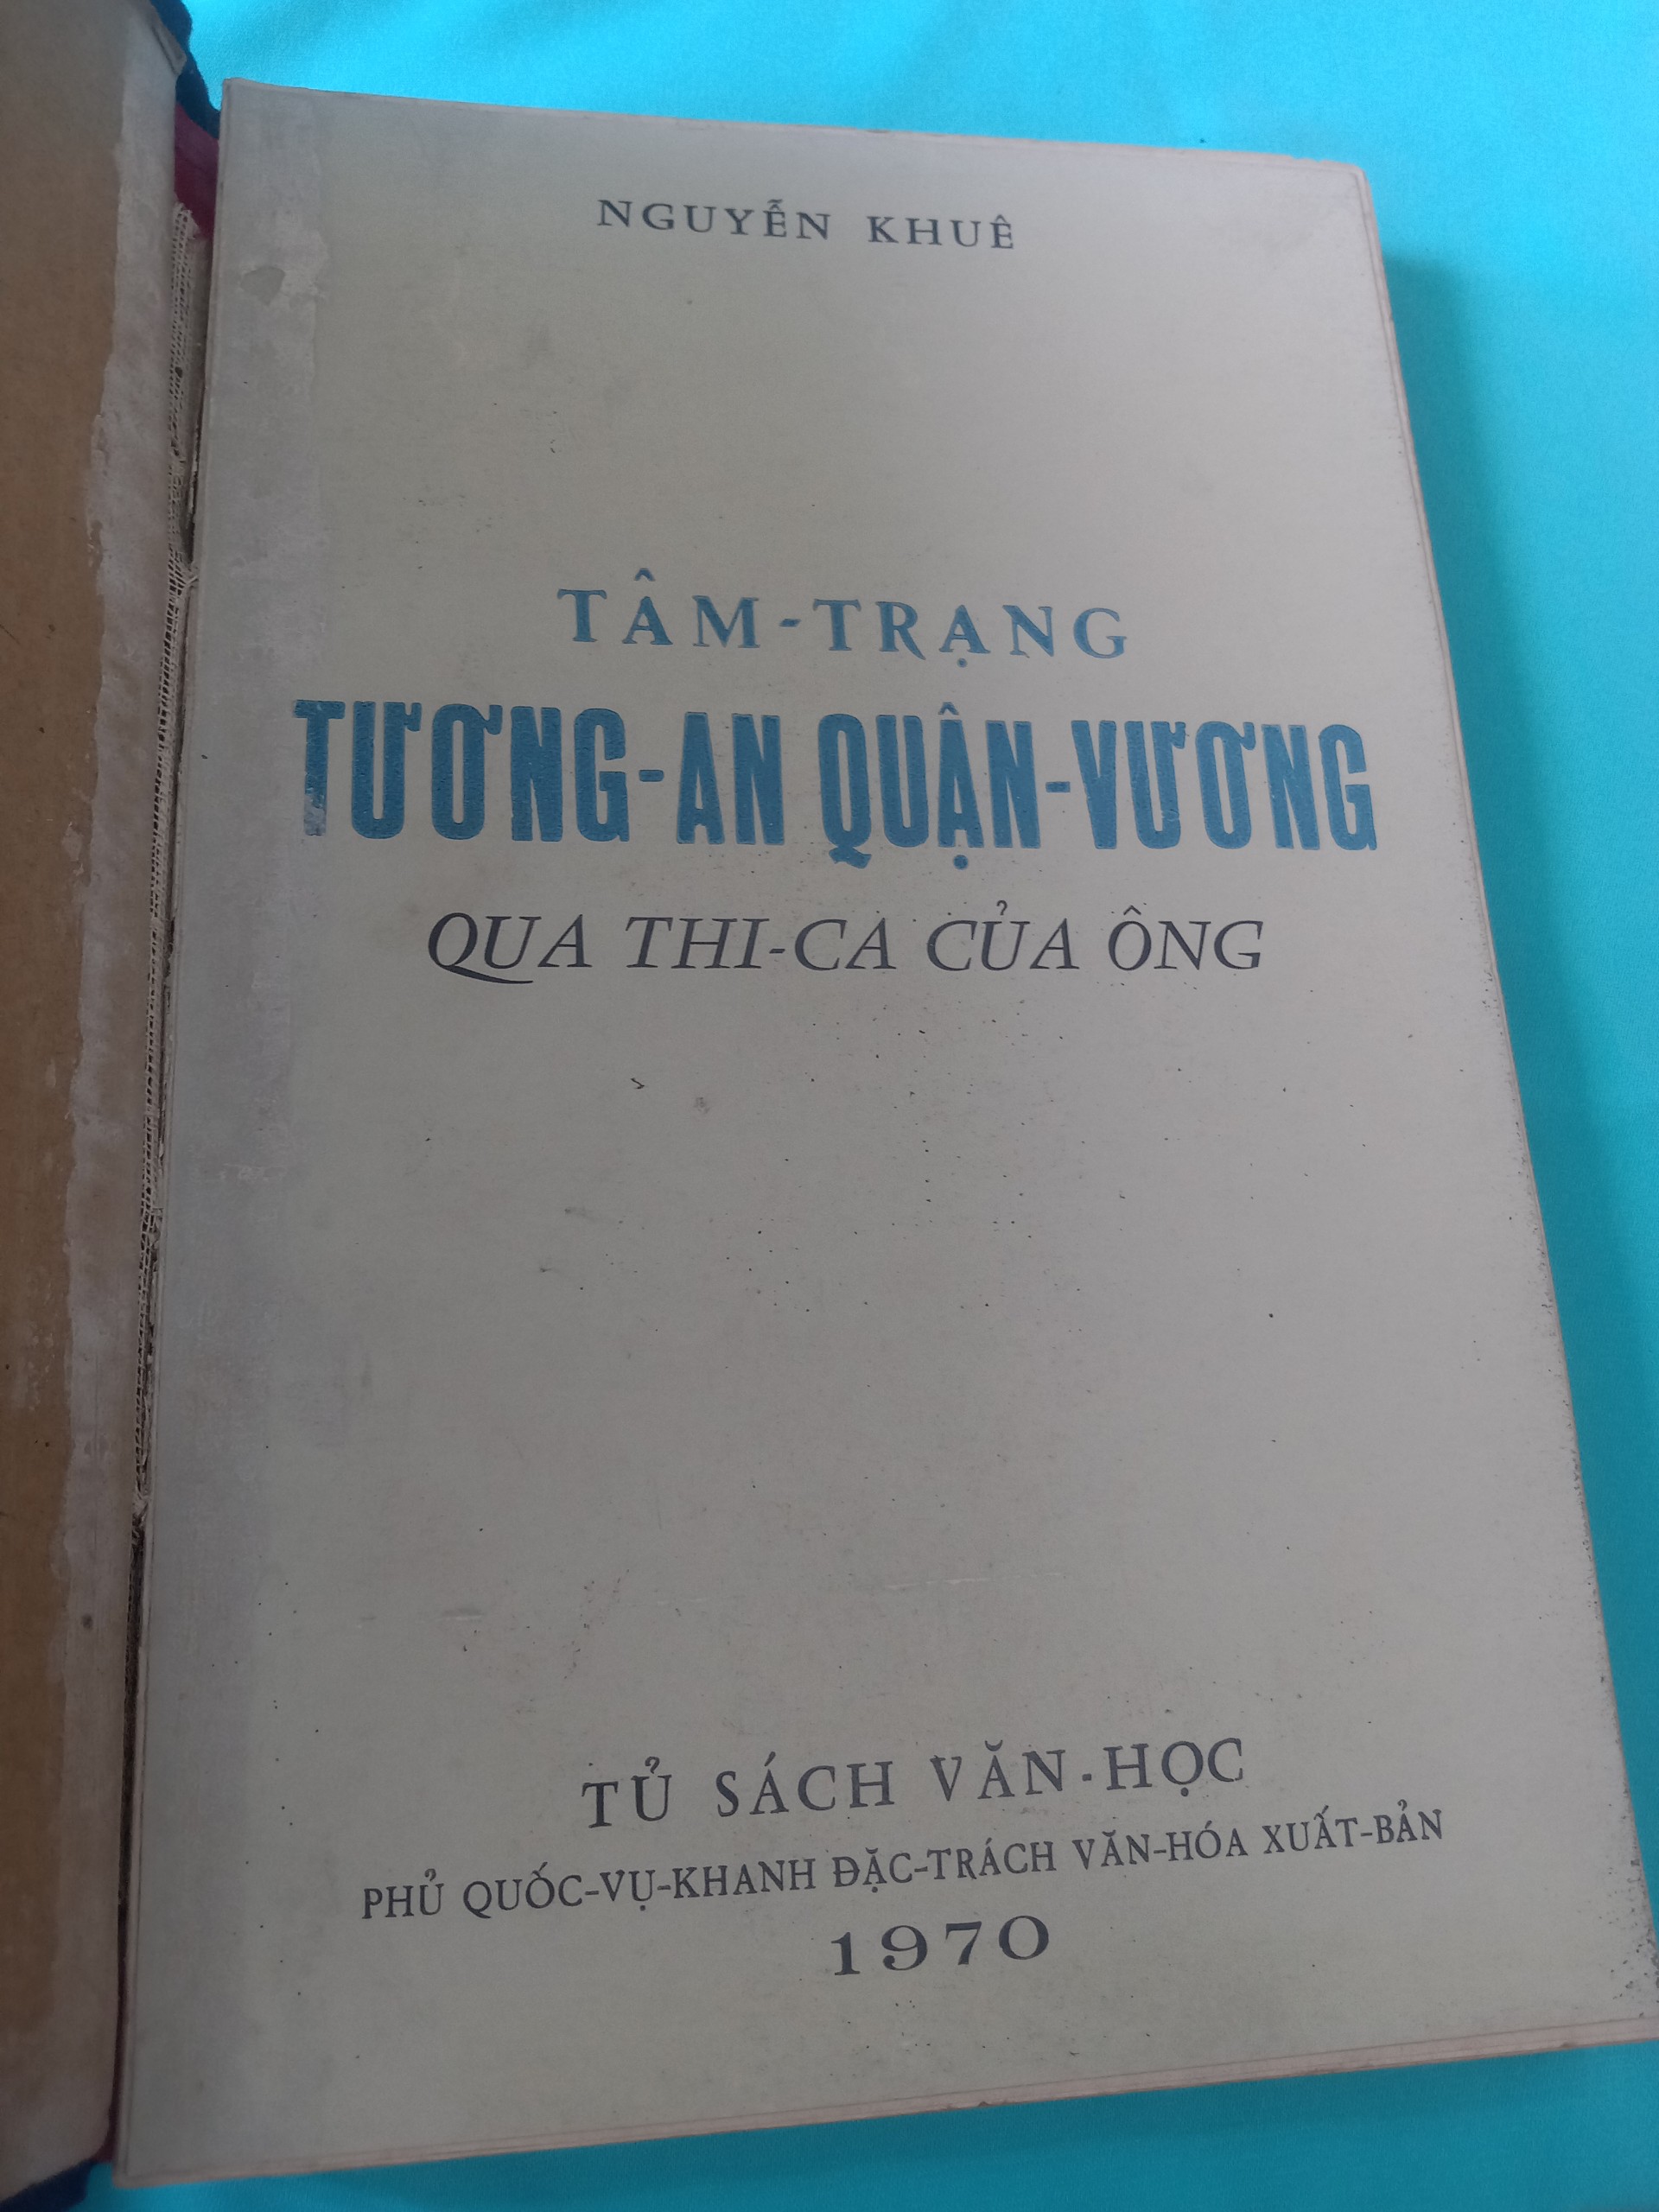 NGUYỄN KHUÊ
TÂM-TRẠNG
TƯƠNG-AN QUẬN-VƯƠNG
QUA THI-CA CỦA ÔNG
TỦ SÁCH VĂN-HỌC
PHỦ QUỐC-VỤ-KHANH ĐẶC-TRÁCH VĂN-HÓA XUẤT-BẢN
1970